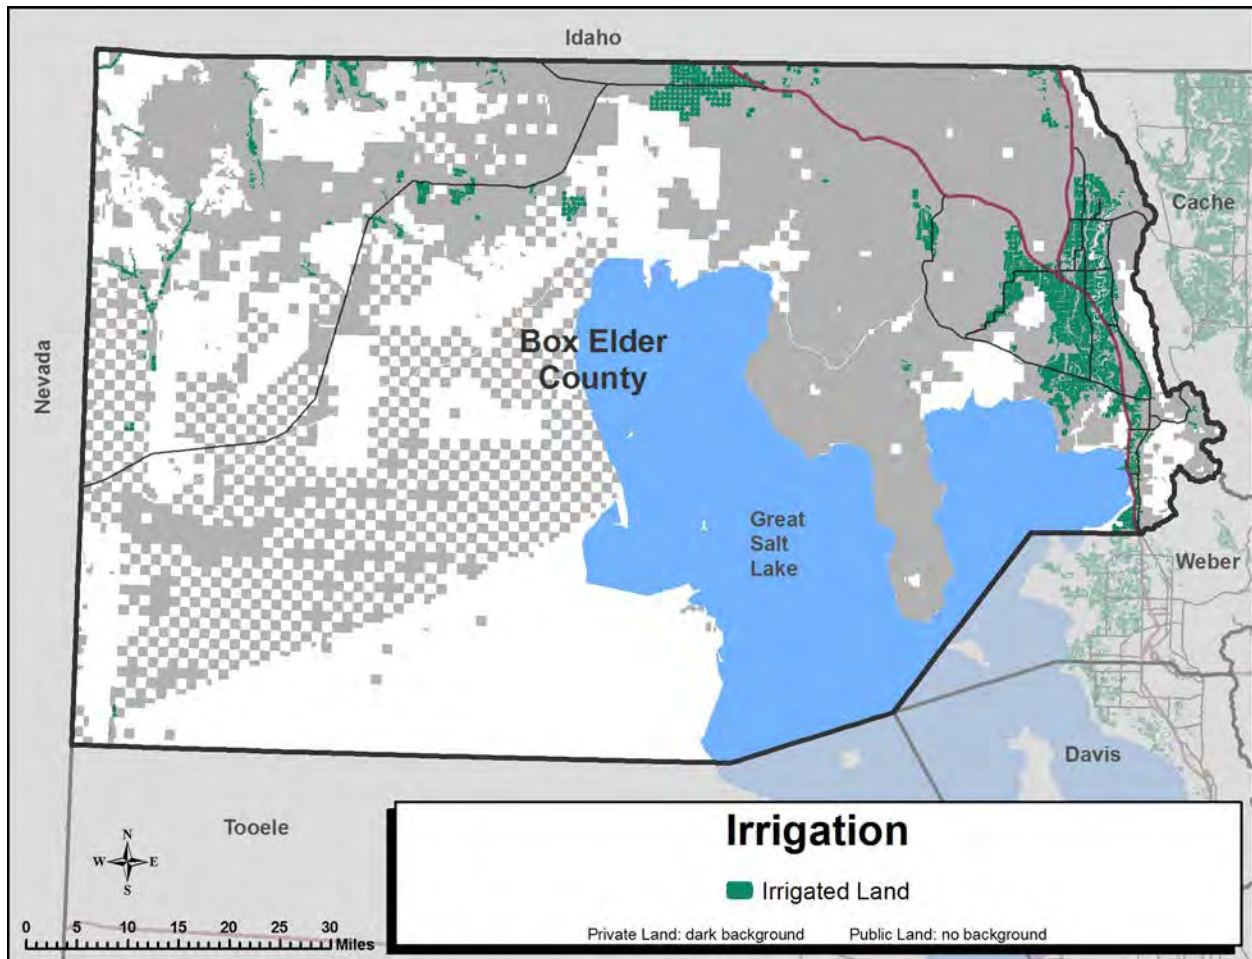 Idaho
Cache
Nevada
Box Elder
County
Great
Salt
Lake
Weber
Davis
Tooele
Irrigation
Irrigated Land
Private Land: dark background Public Land: no background
N
W E
S
0 5 10 15 20 25 30
Miles